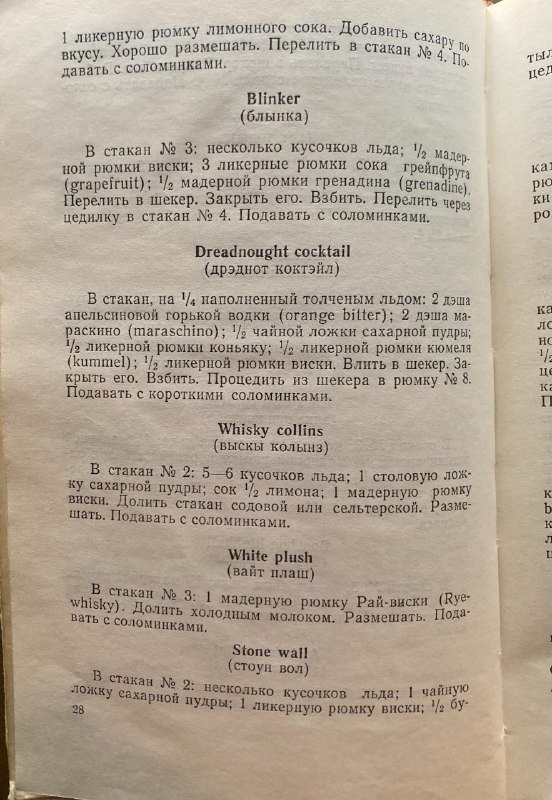 1 ликерную рюмку лимонного сока. Добавить сахару по
вкусу. Хорошо размешать. Перелить в стакан № 4. По-
давать с соломинками.
Blinker
(блынка)
В стакан № 3: несколько кусочков льда; 1/2 мадер-
ной рюмки виски; 3 ликерные рюмки сока грейпфрута
(grapefruit); 1/2 мадерной рюмки гренадина (grenadine).
Перелить в шекер. Закрыть его. Взбить. Перелить через
цедилку в стакан № 4. Подавать с соломинками.
Dreadnought cocktail
(дрэднот коктэйл)
В стакан, на 1/4 наполненный толченым льдом: 2 дэша
апельсиновой горькой водки (orange bitter); 2 дэша ма-
раскино (maraschino); 1/2 чайной ложки сахарной пудры;
1/2 ликерной рюмки коньяку; 1/2 ликерной рюмки кюмеля
(kummel); 1/2 ликерной рюмки виски. Влить в шекер. За-
крыть его. Взбить. Процедить из шекера в рюмку № 8.
Подавать с короткими соломинками.
Whisky collins
(выскы колынз)
В стакан № 2: 5—6 кусочков льда; 1 столовую лож-
ку сахарной пудры; сок 1/2 лимона; 1 мадерную рюмку
виски. Долить стакан содовой или сельтерской. Разме-
шать. Подавать с соломинками.
White plush
(вайт плаш)
В стакан № 3: 1 мадерную рюмку Рай-виски (Rye-
whisky). Долить холодным молоком. Размешать. Пода-
вать с соломинками.
Stone wall
(стоун вол)
В стакан № 2: несколько кусочков льда; 1 чайную
ложку сахарной пудры; 1 ликерную рюмку виски; 1/2 бу-
28